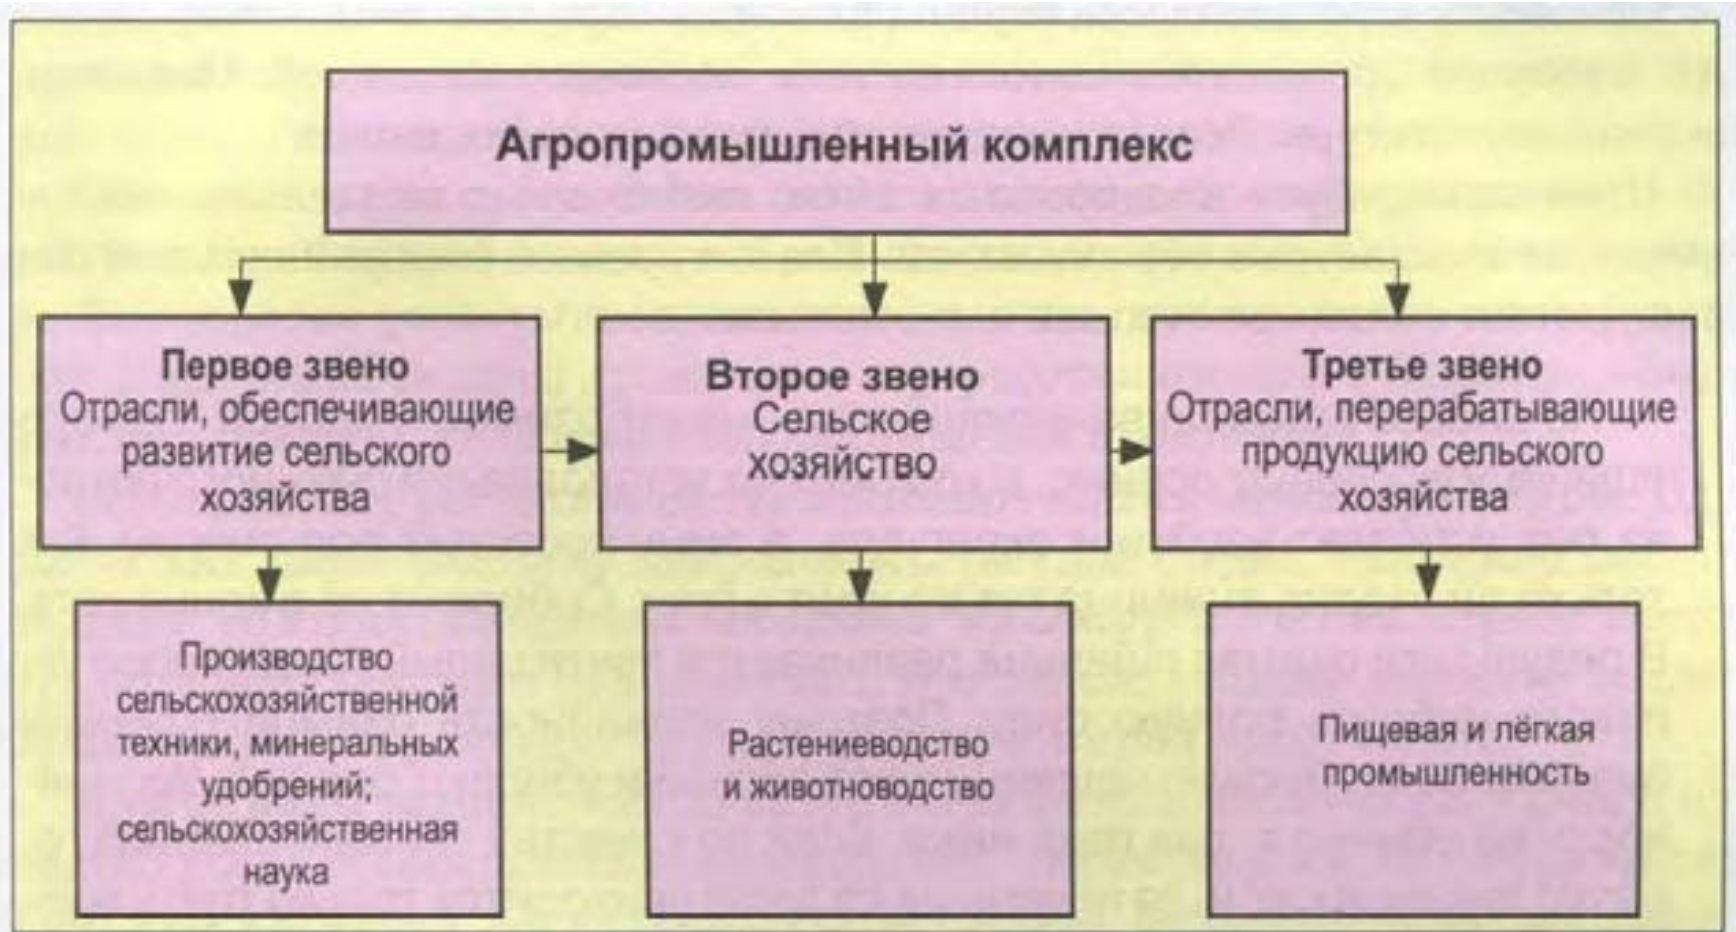 Агропромышленный комплекс
Первое звено
Отрасли, обеспечивающие
развитие сельского
хозяйства
Второе звено
Сельское
хозяйство
Третье звено
Отрасли, перерабатывающие
продукцию сельского
хозяйства
Производство
сельскохозяйственной
техники, минеральных
удобрений;
сельскохозяйственная
наука
Растениеводство
и животноводство
Пищевая и лёгкая
промышленность